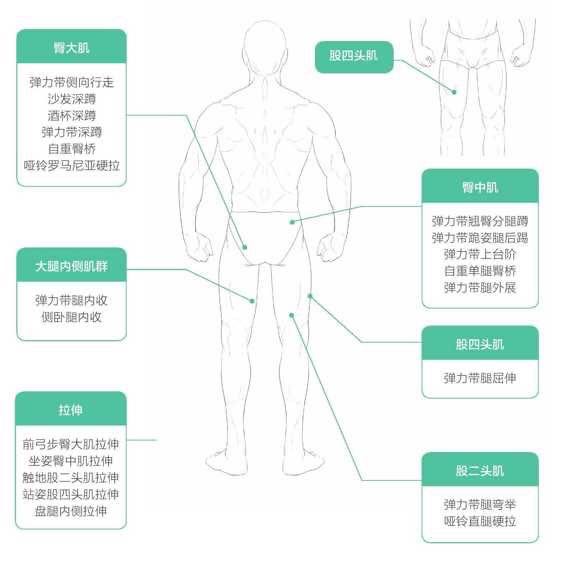 臀大肌
弹力带侧向行走
沙发深蹲
酒杯深蹲
弹力带深蹲
自重臀桥
哑铃罗马尼亚硬拉
股四头肌
臀中肌
弹力带翘臀分腿蹲
弹力带跪姿腿后踢
弹力带上台阶
自重单腿臀桥
弹力带腿外展
大腿内侧肌群
弹力带腿内收
侧卧腿内收
股四头肌
弹力带腿屈伸
拉伸
前弓步臀大肌拉伸
坐姿臀中肌拉伸
触地股二头肌拉伸
站姿股四头肌拉伸
盘腿内侧拉伸
股二头肌
弹力带腿弯举
哑铃直腿硬拉